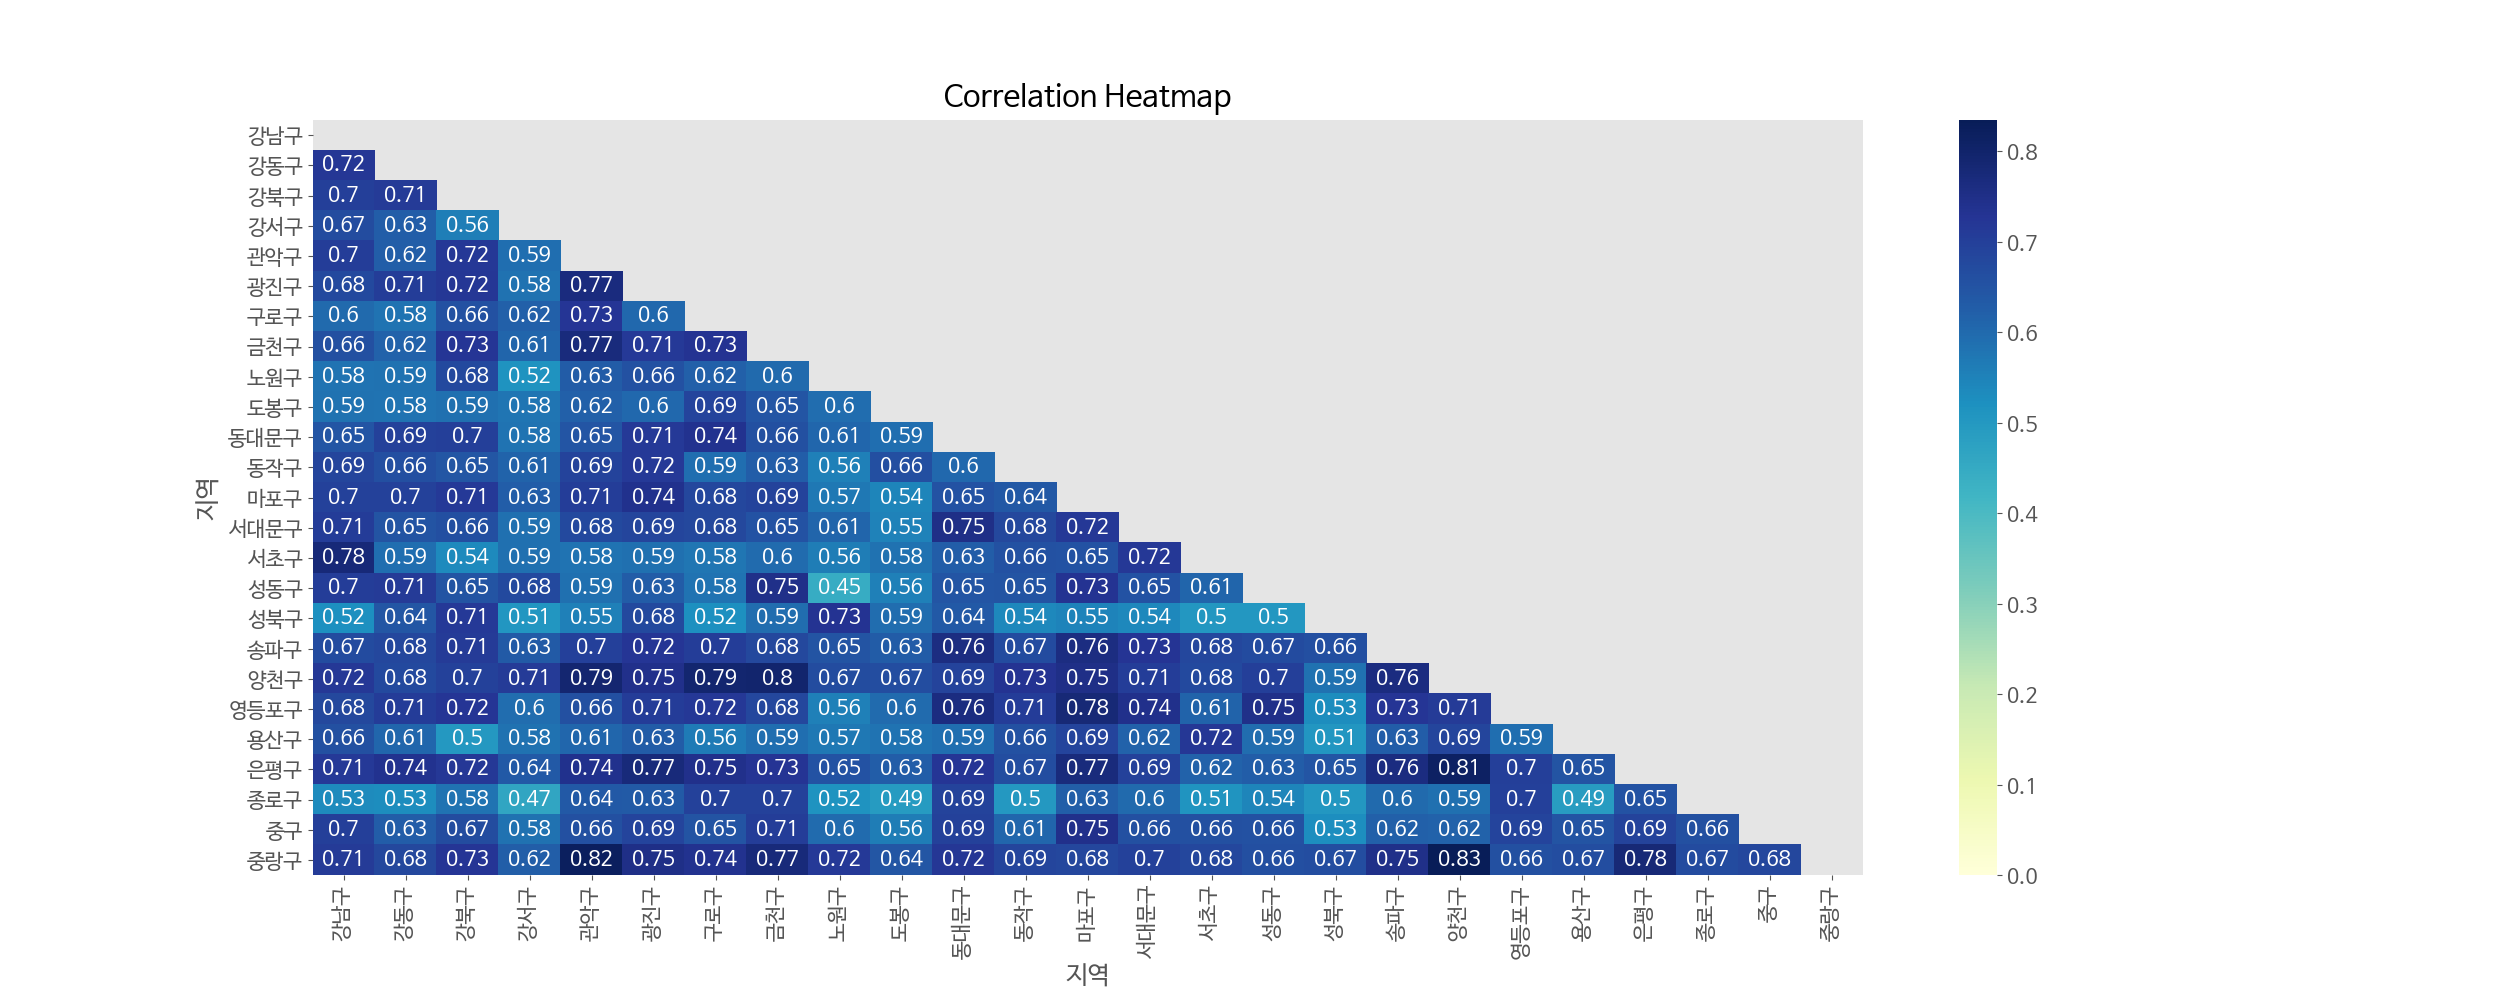 Correlation Heatmap
지역
강남구
강동구 0.72
강북구 0.7 0.71
강서구 0.67 0.63 0.56
관악구 0.7 0.62 0.72 0.59
광진구 0.68 0.71 0.72 0.58 0.77
구로구 0.6 0.58 0.66 0.62 0.73 0.6
금천구 0.66 0.62 0.73 0.61 0.77 0.71 0.73
노원구 0.58 0.59 0.68 0.52 0.63 0.66 0.62 0.6
도봉구 0.59 0.58 0.59 0.58 0.62 0.6 0.69 0.65 0.6
동대문구 0.65 0.69 0.7 0.58 0.65 0.71 0.74 0.66 0.61 0.59
동작구 0.69 0.66 0.65 0.61 0.69 0.72 0.59 0.63 0.56 0.66 0.6
마포구 0.7 0.7 0.71 0.63 0.71 0.74 0.68 0.69 0.57 0.54 0.65 0.64
서대문구 0.71 0.65 0.66 0.59 0.68 0.69 0.68 0.65 0.61 0.55 0.75 0.68 0.72
서초구 0.78 0.59 0.54 0.59 0.58 0.59 0.58 0.6 0.56 0.58 0.63 0.66 0.65 0.72
성동구 0.7 0.71 0.65 0.68 0.59 0.63 0.58 0.75 0.45 0.56 0.65 0.65 0.73 0.65 0.61
성북구 0.52 0.64 0.71 0.51 0.55 0.68 0.52 0.59 0.73 0.59 0.64 0.54 0.55 0.54 0.5 0.5
송파구 0.67 0.68 0.71 0.63 0.7 0.72 0.7 0.68 0.65 0.63 0.76 0.67 0.76 0.73 0.68 0.67 0.66
양천구 0.72 0.68 0.7 0.71 0.79 0.75 0.79 0.8 0.67 0.67 0.69 0.73 0.75 0.71 0.68 0.7 0.59 0.76
영등포구 0.68 0.71 0.72 0.6 0.66 0.71 0.72 0.68 0.56 0.6 0.76 0.71 0.78 0.74 0.61 0.75 0.53 0.73 0.71
용산구 0.66 0.61 0.5 0.58 0.61 0.63 0.56 0.59 0.57 0.58 0.59 0.66 0.69 0.62 0.72 0.59 0.51 0.63 0.69 0.59
은평구 0.71 0.74 0.72 0.64 0.74 0.77 0.75 0.73 0.65 0.63 0.72 0.67 0.77 0.69 0.62 0.63 0.65 0.76 0.81 0.7 0.65
종로구 0.53 0.53 0.58 0.47 0.64 0.63 0.7 0.7 0.52 0.49 0.69 0.5 0.63 0.6 0.51 0.54 0.5 0.6 0.59 0.7 0.49 0.65
중구 0.7 0.63 0.67 0.58 0.66 0.69 0.65 0.71 0.6 0.56 0.69 0.61 0.75 0.66 0.66 0.66 0.53 0.62 0.62 0.69 0.65 0.69 0.66
중랑구 0.71 0.68 0.73 0.62 0.82 0.75 0.74 0.77 0.72 0.64 0.72 0.69 0.68 0.7 0.68 0.66 0.67 0.75 0.83 0.66 0.67 0.78 0.67 0.68
강남구 강동구 강북구 강서구 관악구 광진구 구로구 금천구 노원구 도봉구 동대문구 동작구 마포구 서대문구 서초구 성동구 성북구 송파구 양천구 영등포구 용산구 은평구 종로구 중구 중랑구
지역
0.8
0.7
0.6
0.5
0.4
0.3
0.2
0.1
0.0